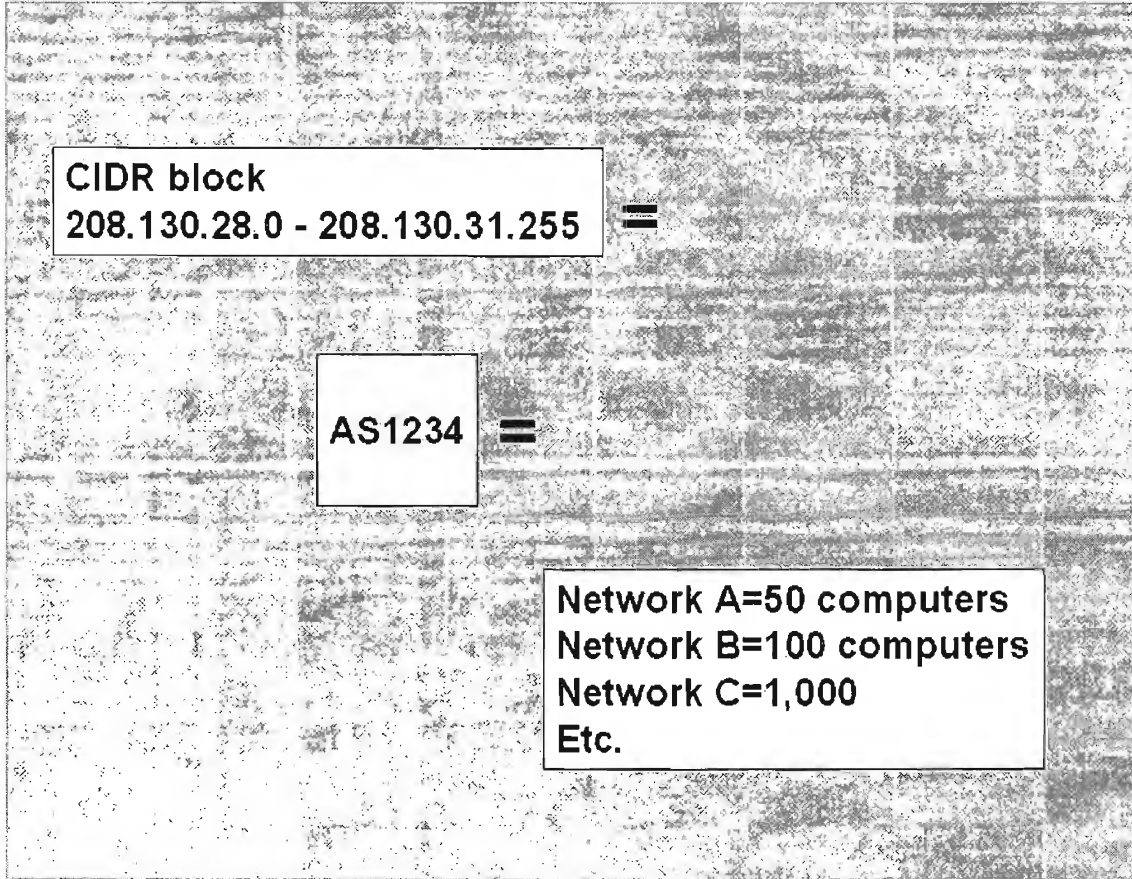 CIDR block
208.130.28.0 - 208.130.31.255 =
AS1234 =
Network A=50 computers
Network B=100 computers
Network C=1,000
Etc.